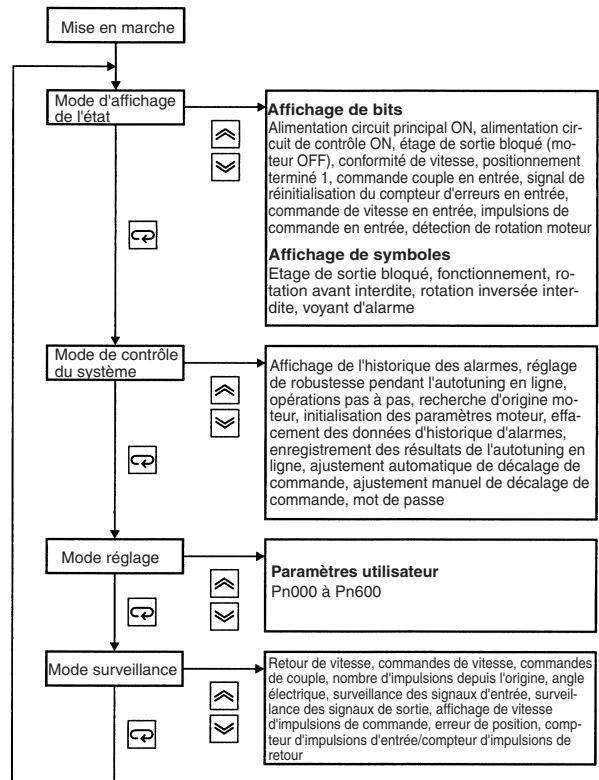 Mise en marche
Mode d'affichage
de l'état
Affichage de bits
Alimentation circuit principal ON, alimentation cir-
cuit de contrôle ON, étage de sortie bloqué (mo-
teur OFF), conformité de vitesse, positionnement
terminé 1, commande couple en entrée, signal de
réinitialisation du compteur d'erreurs en entrée,
commande de vitesse en entrée, impulsions de
commande en entrée, détection de rotation moteur
Affichage de symboles
Etage de sortie bloqué, fonctionnement, ro-
tation avant interdite, rotation inversée inter-
dite, voyant d'alarme
Mode de contrôle
du système
Affichage de l'historique des alarmes, réglage
de robustesse pendant l'autotuning en ligne,
opérations pas à pas, recherche d'origine mo-
teur, initialisation des paramètres moteur, effa-
cement des données d'historique d'alarmes,
enregistrement des résultats de l'autotuning en
ligne, ajustement automatique de décalage de
commande, ajustement manuel de décalage de
commande, mot de passe
Mode réglage
Paramètres utilisateur
Pn000 à Pn600
Mode surveillance
Retour de vitesse, commandes de vitesse, commandes
de couple, nombre d'impulsions depuis l'origine, angle
électrique, surveillance des signaux d'entrée, surveil-
lance des signaux de sortie, affichage de vitesse
d'impulsions de commande, erreur de position, comp-
teur d'impulsions d'entrée/compteur d'impulsions de
retour